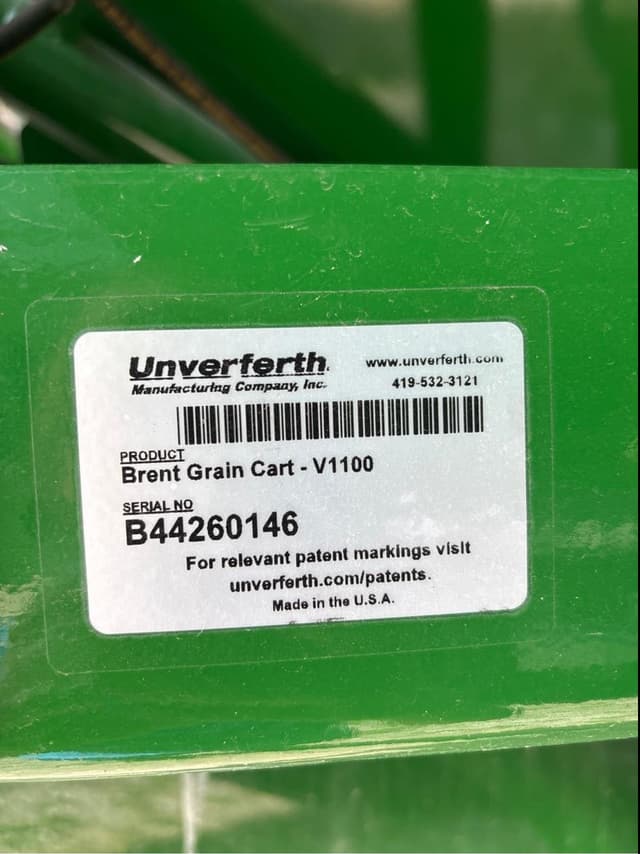 Unverferth
Manufacturing Company, Inc.
www.unverferth.com
419-532-3121
PRODUCT
Brent Grain Cart - V1100
SERIAL NO
B44260146
For relevant patent markings visit
unverferth.com/patents.
Made in the U.S.A.